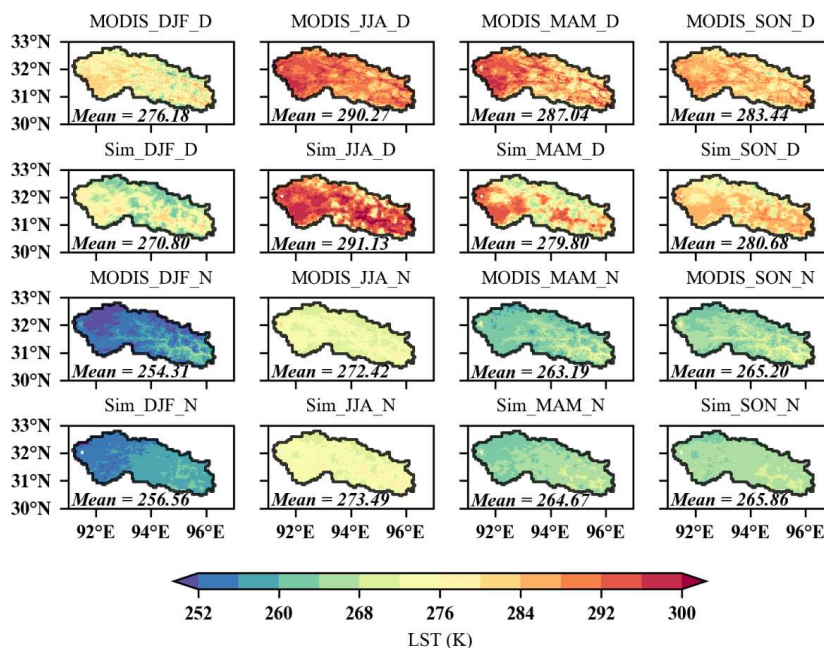 MODIS_DJF_D MODIS_JJA_D MODIS_MAM_D MODIS_SON_D
33°N
32°N
31°N
30°N
Mean = 276.18 Mean = 290.27 Mean = 287.04 Mean = 283.44
Sim_DJF_D Sim_JJA_D Sim_MAM_D Sim_SON_D
33°N
32°N
31°N
30°N
Mean = 270.80 Mean = 291.13 Mean = 279.80 Mean = 280.68
MODIS_DJF_N MODIS_JJA_N MODIS_MAM_N MODIS_SON_N
33°N
32°N
31°N
30°N
Mean = 254.31 Mean = 272.42 Mean = 263.19 Mean = 265.20
Sim_DJF_N Sim_JJA_N Sim_MAM_N Sim_SON_N
33°N
32°N
31°N
30°N
Mean = 256.56 Mean = 273.49 Mean = 264.67 Mean = 265.86
92°E 94°E 96°E 92°E 94°E 96°E 92°E 94°E 96°E 92°E 94°E 96°E
252 260 268 276 284 292 300
LST (K)